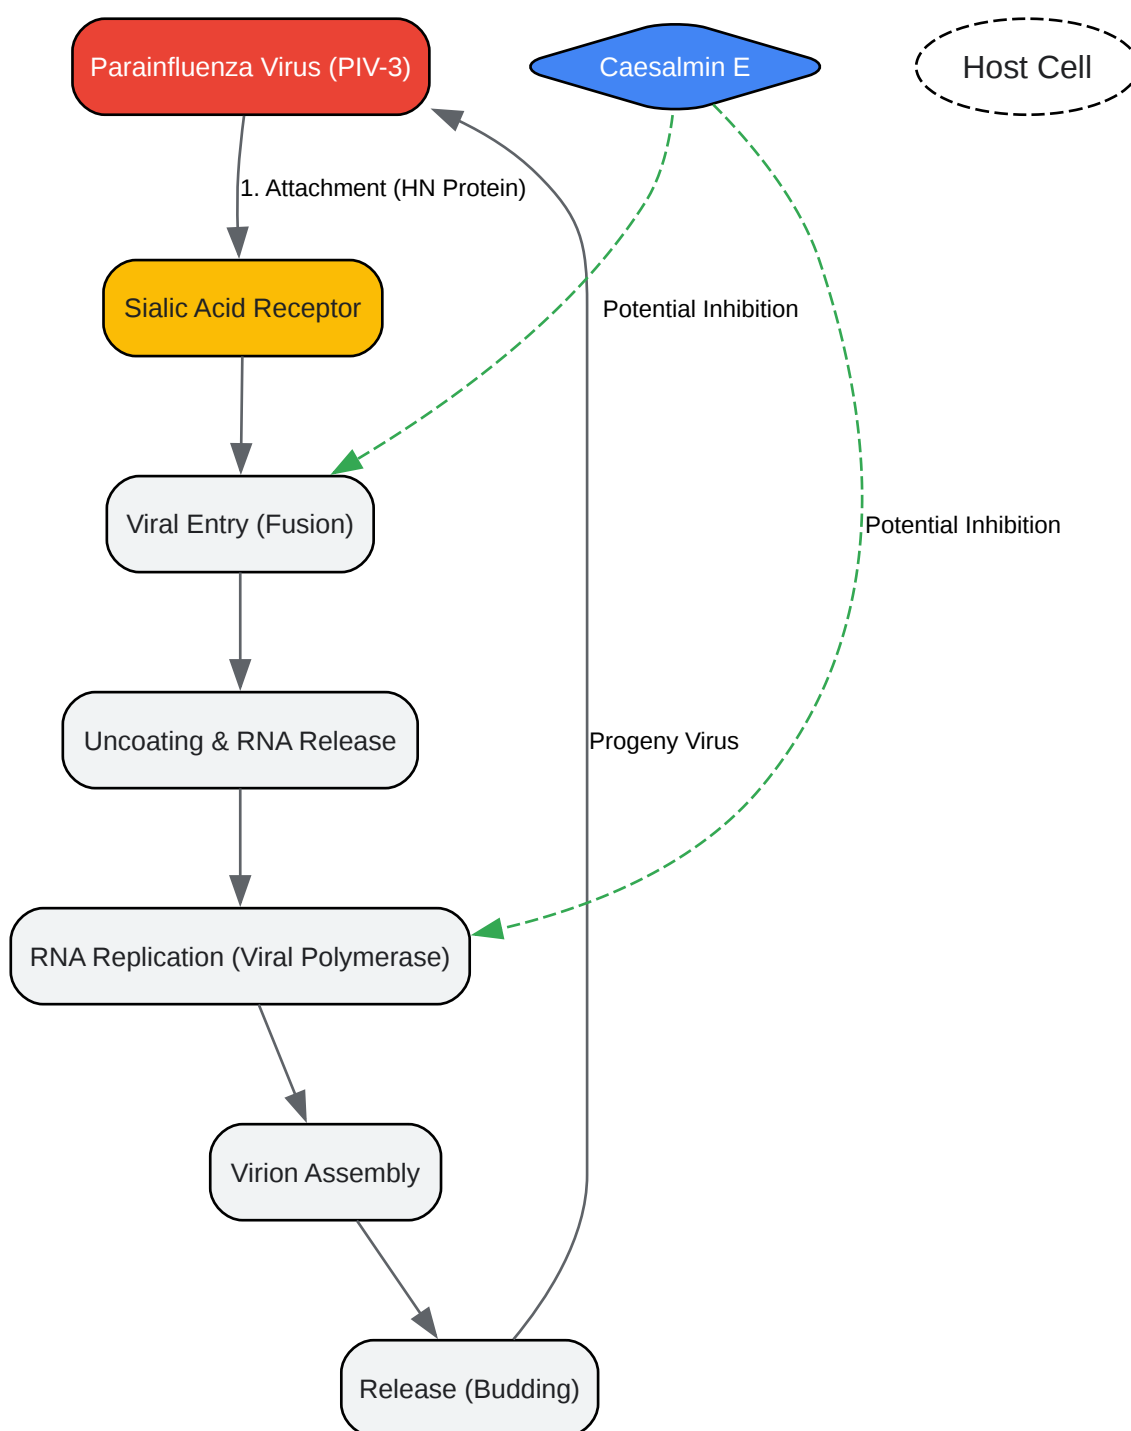 Parainfluenza Virus (PIV-3)
Caesalmin E
Host Cell
1. Attachment (HN Protein)
Sialic Acid Receptor
Potential Inhibition
Viral Entry (Fusion)
Potential Inhibition
Uncoating & RNA Release
Progeny Virus
RNA Replication (Viral Polymerase)
Virion Assembly
Release (Budding)